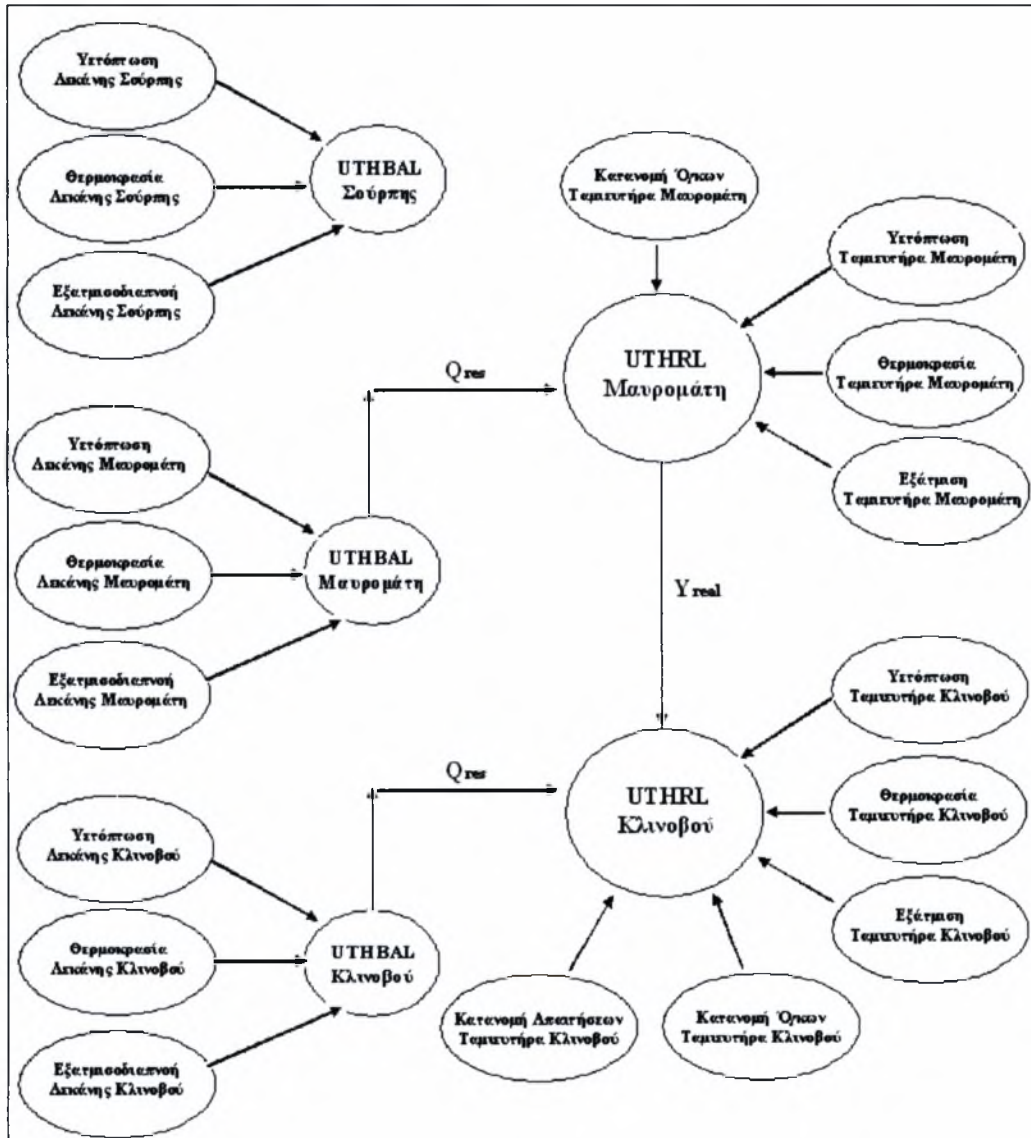 Υετόπτωση
Λεκάνης Σούρπης
Θερμοκρασία
Λεκάνης Σούρπης
Εξατμισοδιαπνοή
Λεκάνης Σούρπης
UTHBAL
Σούρπης
Κατανομή Όγκων
Ταμιευτήρα Μαυρομάτη
Υετόπτωση
Ταμιευτήρα Μαυρομάτη
UTHRL
Μαυρομάτη
Θερμοκρασία
Ταμιευτήρα Μαυρομάτη
Εξάτμιση
Ταμιευτήρα Μαυρομάτη
Qres
Υετόπτωση
Λεκάνης Μαυρομάτη
Θερμοκρασία
Λεκάνης Μαυρομάτη
Εξατμισοδιαπνοή
Λεκάνης Μαυρομάτη
UTHBAL
Μαυρομάτη
Yreal
Υετόπτωση
Ταμιευτήρα Κλινοβού
UTHRL
Κλινοβού
Θερμοκρασία
Ταμιευτήρα Κλινοβού
Εξάτμιση
Ταμιευτήρα Κλινοβού
Qres
Υετόπτωση
Λεκάνης Κλινοβού
Θερμοκρασία
Λεκάνης Κλινοβού
Εξατμισοδιαπνοή
Λεκάνης Κλινοβού
UTHBAL
Κλινοβού
Κατανομή Απαιτήσεων
Ταμιευτήρα Κλινοβού
Κατανομή Όγκων
Ταμιευτήρα Κλινοβού